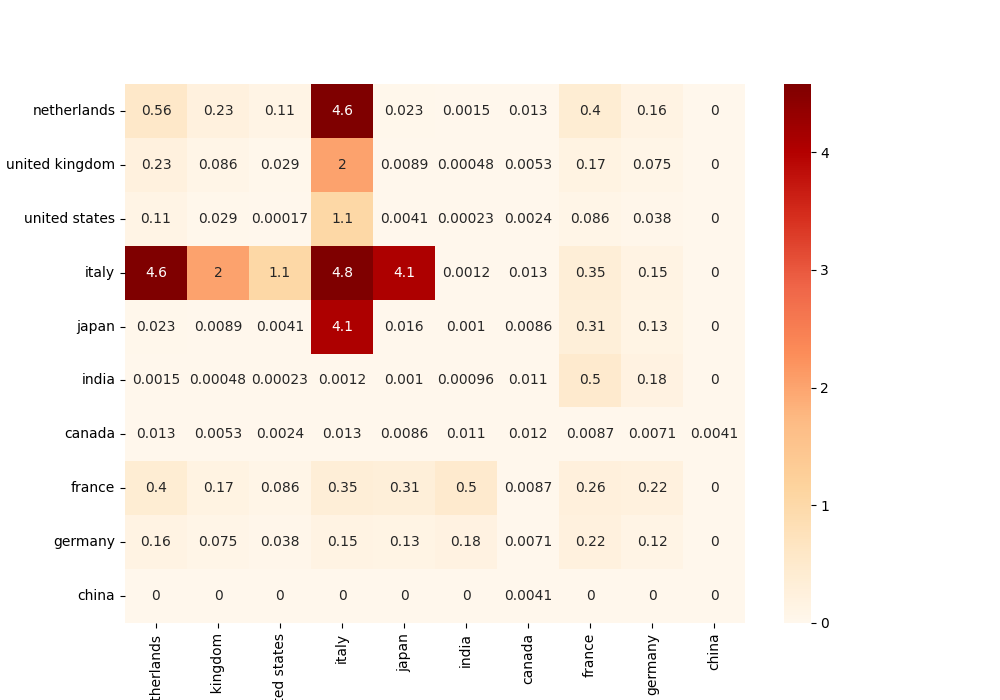 netherlands 0.56 0.23 0.11 4.6 0.023 0.0015 0.013 0.4 0.16 0
united kingdom 0.23 0.086 0.029 2 0.0089 0.00048 0.0053 0.17 0.075 0
united states 0.11 0.029 0.00017 1.1 0.0041 0.00023 0.0024 0.086 0.038 0
italy 4.6 2 1.1 4.8 4.1 0.0012 0.013 0.35 0.15 0
japan 0.023 0.0089 0.0041 4.1 0.016 0.001 0.0086 0.31 0.13 0
india 0.0015 0.00048 0.00023 0.0012 0.001 0.00096 0.011 0.5 0.18 0
canada 0.013 0.0053 0.0024 0.013 0.0086 0.011 0.012 0.0087 0.0071 0.0041
france 0.4 0.17 0.086 0.35 0.31 0.5 0.0087 0.26 0.22 0
germany 0.16 0.075 0.038 0.15 0.13 0.18 0.0071 0.22 0.12 0
china 0 0 0 0 0 0 0.0041 0 0 0
therlands
kingdom
ted states
italy
japan
india
canada
france
germany
china
4
3
2
1
0